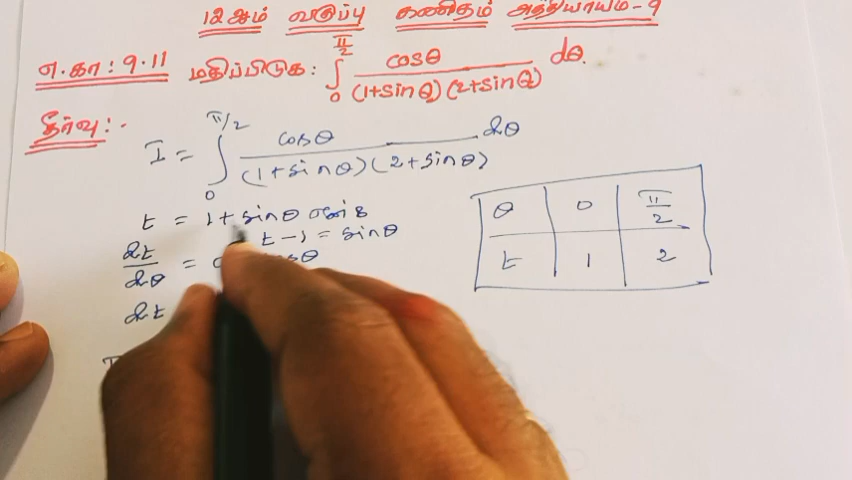 12ஆம் வகுப்பு கணிதம் அத்தியாயம்-9
எ.கா: 9.11 மதிப்பிடுக: ∫₀^(π/2) cosθ / (1+sinθ)(2+sinθ) dθ.
தீர்வு:-
I = ∫₀^(π/2) cosθ / (1+sinθ)(2+sinθ) dθ
t = 1+sinθ என்க
t-1 = sinθ
dt/dθ = cosθ
dt
θ 0 π/2
t 1 2